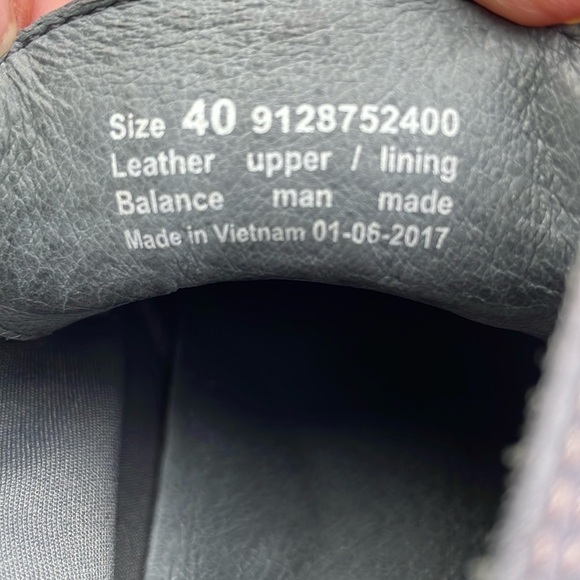 Size 40 9128752400
Leather upper / lining
Balance man made
Made in Vietnam 01-06-2017